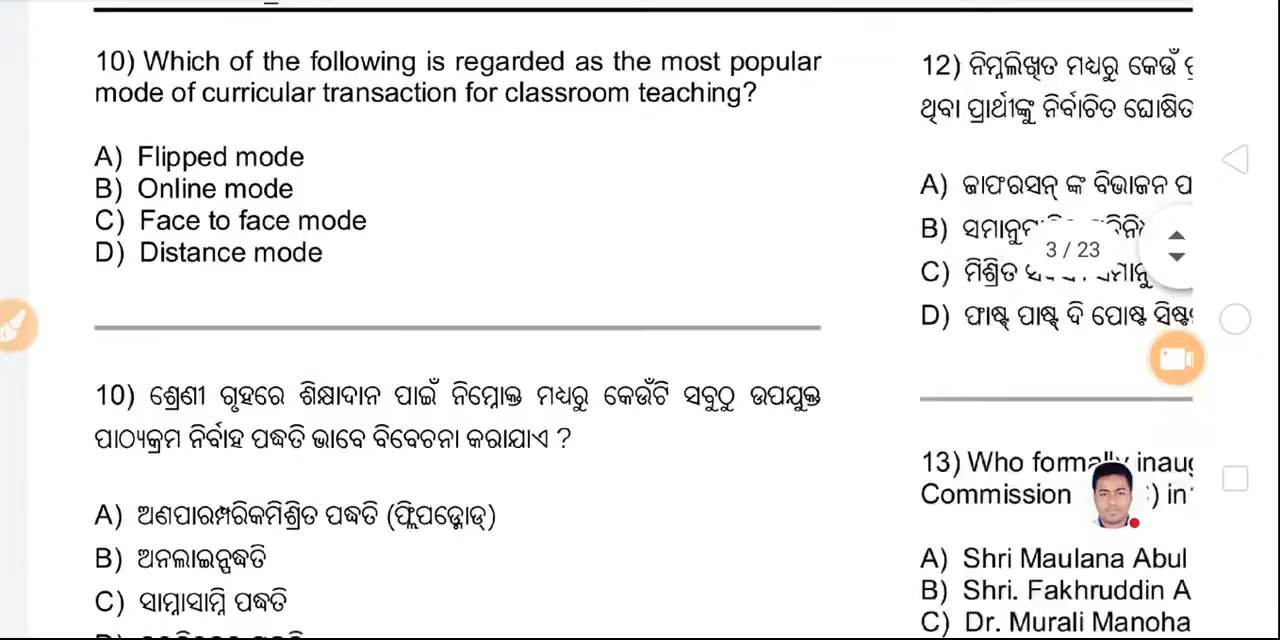 10) Which of the following is regarded as the most popular
mode of curricular transaction for classroom teaching?
A) Flipped mode
B) Online mode
C) Face to face mode
D) Distance mode
10) ଶ୍ରେଣୀ ଗୃହରେ ଶିକ୍ଷାଦାନ ପାଇଁ ନିମ୍ନୋକ୍ତ ମଧ୍ୟରୁ କେଉଁଟି ସବୁଠୁ ଉପଯୁକ୍ତ
ପାଠ୍ୟକ୍ରମ ନିର୍ବାହ ପଦ୍ଧତି ଭାବେ ବିବେଚନା କରାଯାଏ ?
A) ଅଣପାରମ୍ପରିକମିଶ୍ରିତ ପଦ୍ଧତି (ଫ୍ଲିପଡ୍ମୋଡ୍)
B) ଅନଲାଇନ୍ପଦ୍ଧତି
C) ସାମ୍ନାସାମ୍ନି ପଦ୍ଧତି
12) ନିମ୍ନଲିଖିତ ମଧ୍ୟରୁ କେଉଁ
ଥିବା ପ୍ରାର୍ଥୀଙ୍କୁ ନିର୍ବାଚିତ ଘୋଷିତ
A) ଜାଫରସନ୍ ଙ୍କ ବିଭାଜନ
B)
C) ମିଶ୍ରିତ
D) ଫାଷ୍ଟ ପାଷ୍ଟ ଦି ପୋଷ୍ଟ
3 / 23
13) Who formally
Commission in
A) Shri Maulana Abul
B) Shri. Fakhruddin A
C) Dr. Murali